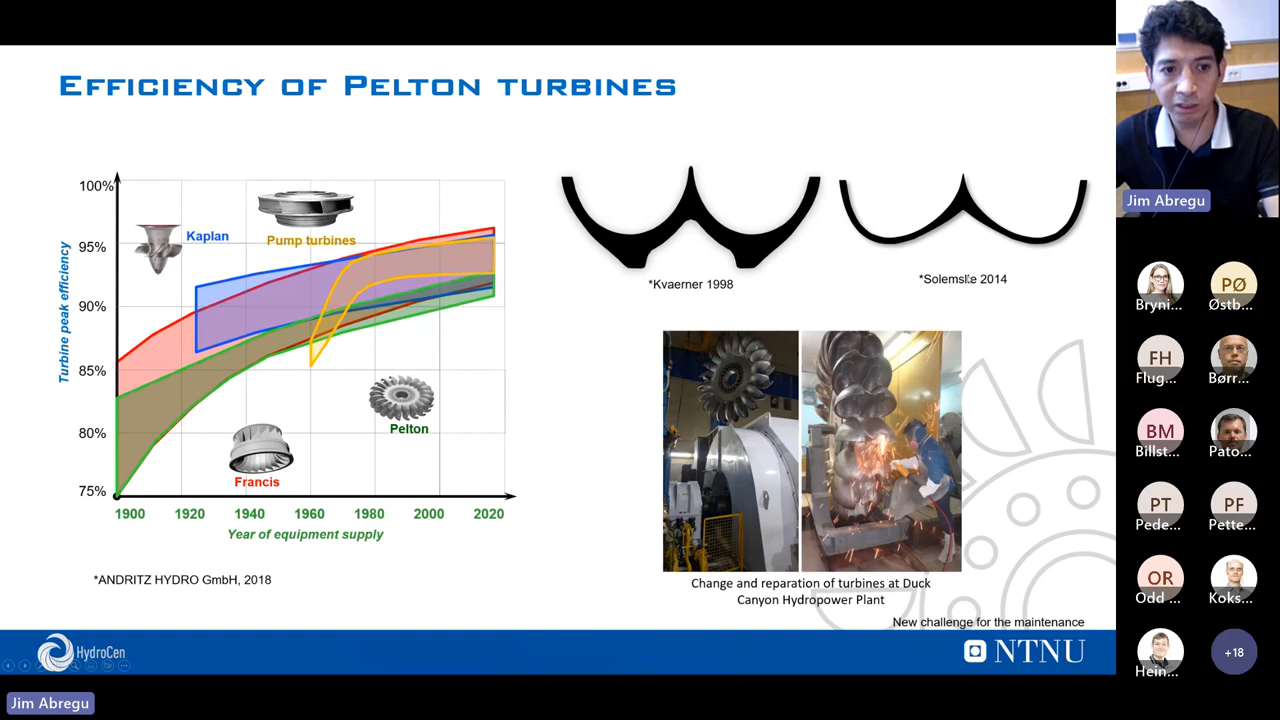 EFFICIENCY OF PELTON TURBINES
100%
95%
90%
85%
80%
75%
Turbine peak efficiency
Kaplan
Pump turbines
Pelton
Francis
1900 1920 1940 1960 1980 2000 2020
Year of equipment supply
*ANDRITZ HYDRO GmbH, 2018
*Kvaerner 1998
*Solemslie 2014
Change and reparation of turbines at Duck
Canyon Hydropower Plant
New challenge for the maintenance
HydroCen
NTNU
Jim Abregu
Jim Abregu
Bryni...
PØ
Østb...
FH
Flug...
Børr...
BM
Billst...
Pato...
PT
Pede...
PF
Pette...
OR
Odd ...
Koks...
Hein...
+18